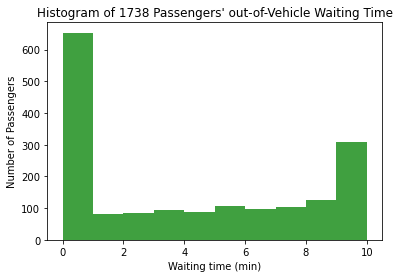 Histogram of 1738 Passengers' out-of-Vehicle Waiting Time
Number of Passengers
600
500
400
300
200
100
0
0 2 4 6 8 10
Waiting time (min)